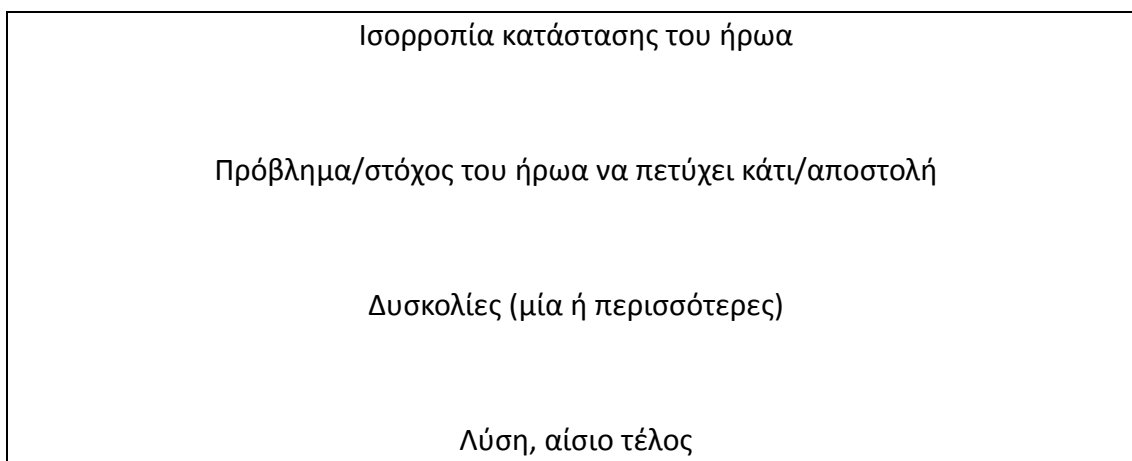 Ισορροπία κατάστασης του ήρωα
Πρόβλημα/στόχος του ήρωα να πετύχει κάτι/αποστολή
Δυσκολίες (μία ή περισσότερες)
Λύση, αίσιο τέλος